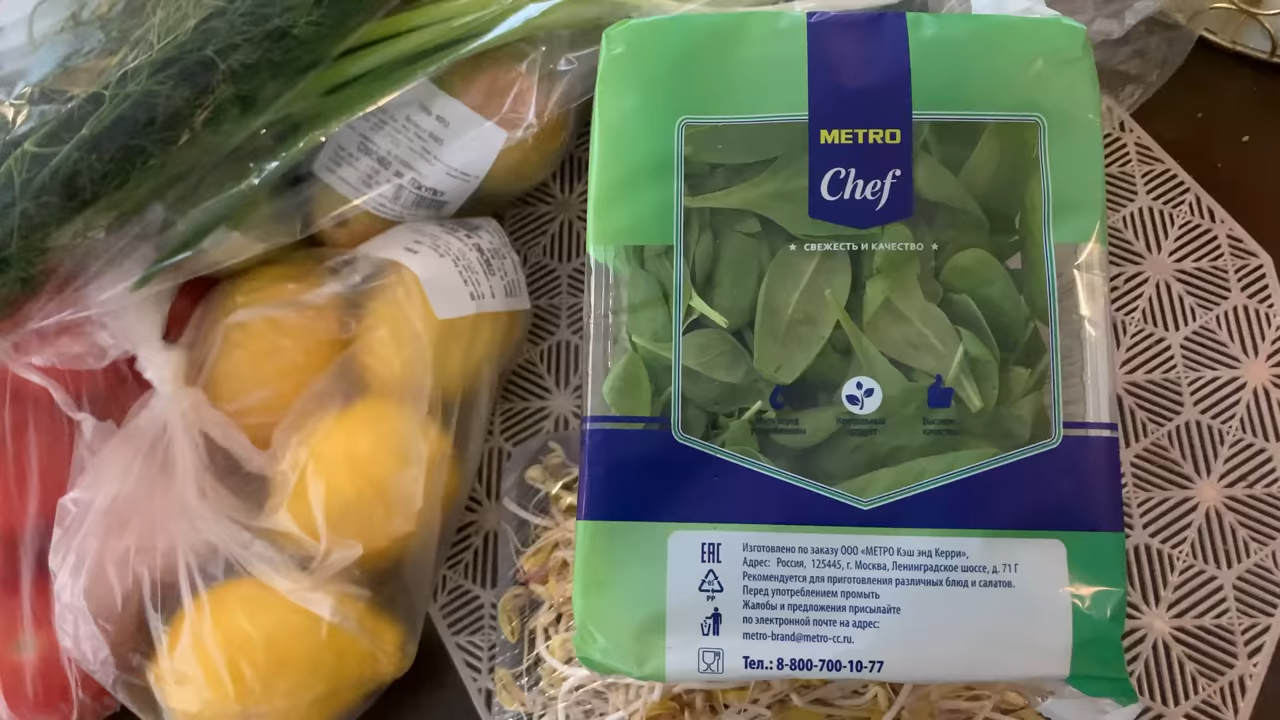 METRO
Chef
СВЕЖЕСТЬ И КАЧЕСТВО
EAC
Изготовлено по заказу ООО «МЕТРО Кэш энд Керри»,
Адрес: Россия, 125445, г. Москва, Ленинградское шоссе, д. 71 Г
Рекомендуется для приготовления различных блюд и салатов.
Перед употреблением промыть
Жалобы и предложения присылайте
по электронной почте на адрес:
metro-brand@metro-cc.ru.
PP
Тел.: 8-800-700-10-77